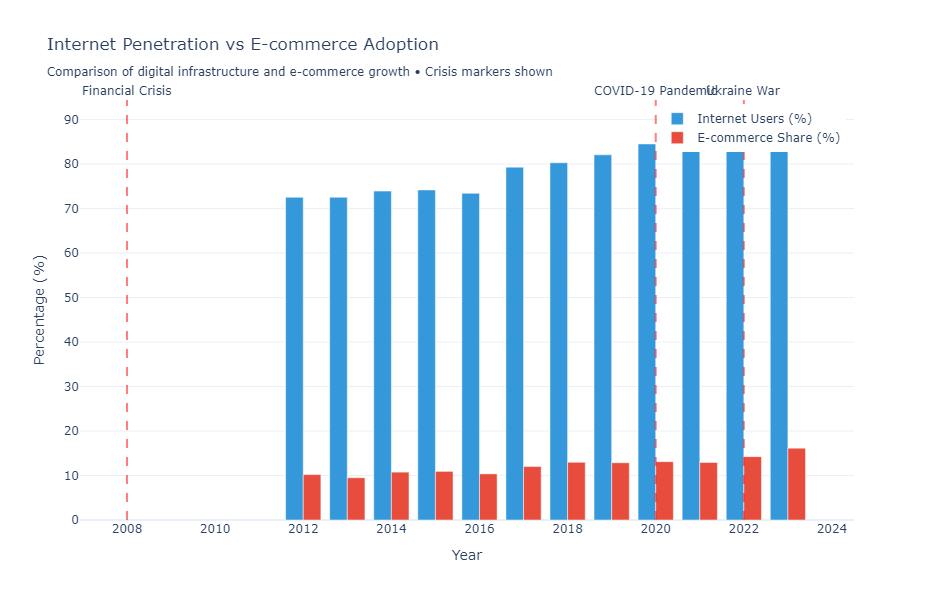 Internet Penetration vs E-commerce Adoption
Comparison of digital infrastructure and e-commerce growth • Crisis markers shown
Financial Crisis
COVID-19 Pandemic
Ukraine War
Internet Users (%)
E-commerce Share (%)
Percentage (%)
90
80
70
60
50
40
30
20
10
0
2008 2010 2012 2014 2016 2018 2020 2022 2024
Year